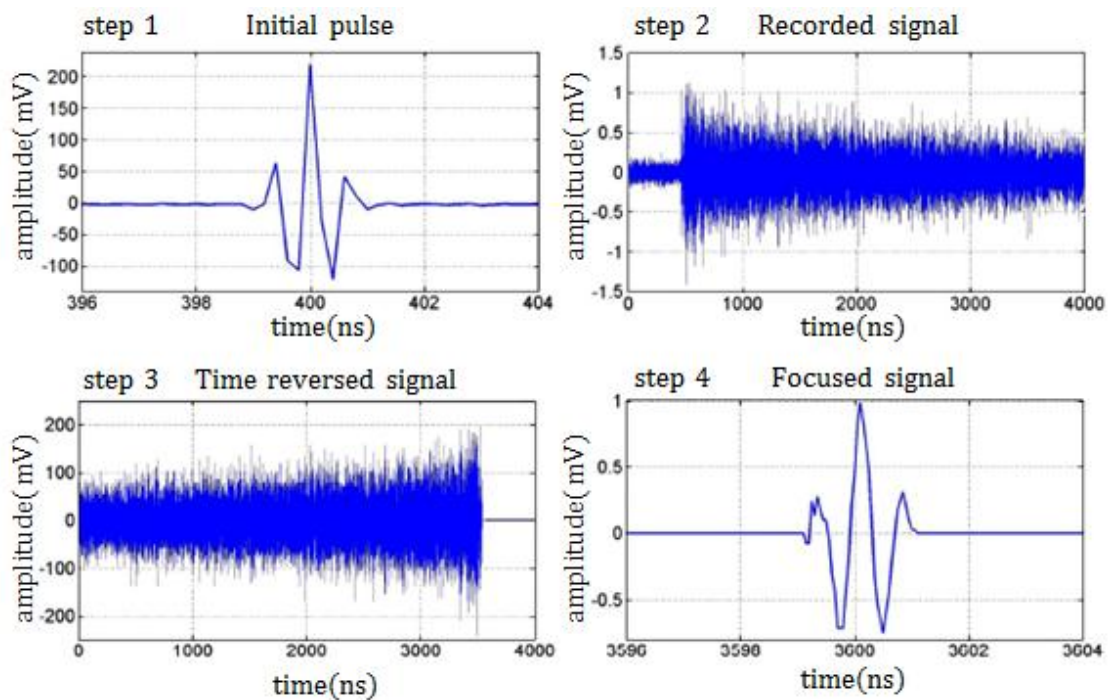 step 1 Initial pulse
amplitude( mV)
200
150
100
50
0
-50
-100
396 398 400 402 404
time(ns)
step 2 Recorded signal
amplitude( mV)
1.5
1
0.5
0
-0.5
-1
-1.5
0 1000 2000 3000 4000
time(ns)
step 3 Time reversed signal
amplitude( mV)
200
100
0
-100
-200
0 1000 2000 3000 4000
time(ns)
step 4 Focused signal
amplitude( mV)
1
0.5
0
-0.5
3596 3598 3600 3602 3604
time(ns)